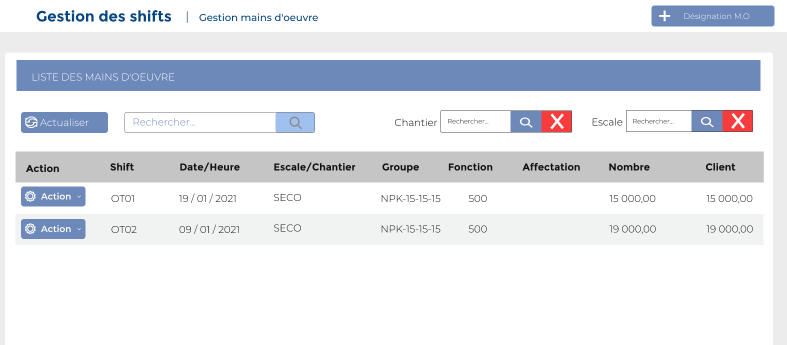 Gestion des shifts | Gestion mains d'oeuvre
Désignation M.O
LISTE DES MAINS D'OEUVRE
Actualiser Rechercher... Chantier Rechercher... X Escale Rechercher... X
Action Shift Date/Heure Escale/Chantier Groupe Fonction Affectation Nombre Client
Action OT01 19 / 01 / 2021 SECO NPK-15-15-15 500 15 000,00 15 000,00
Action OT02 09 / 01 / 2021 SECO NPK-15-15-15 500 19 000,00 19 000,00